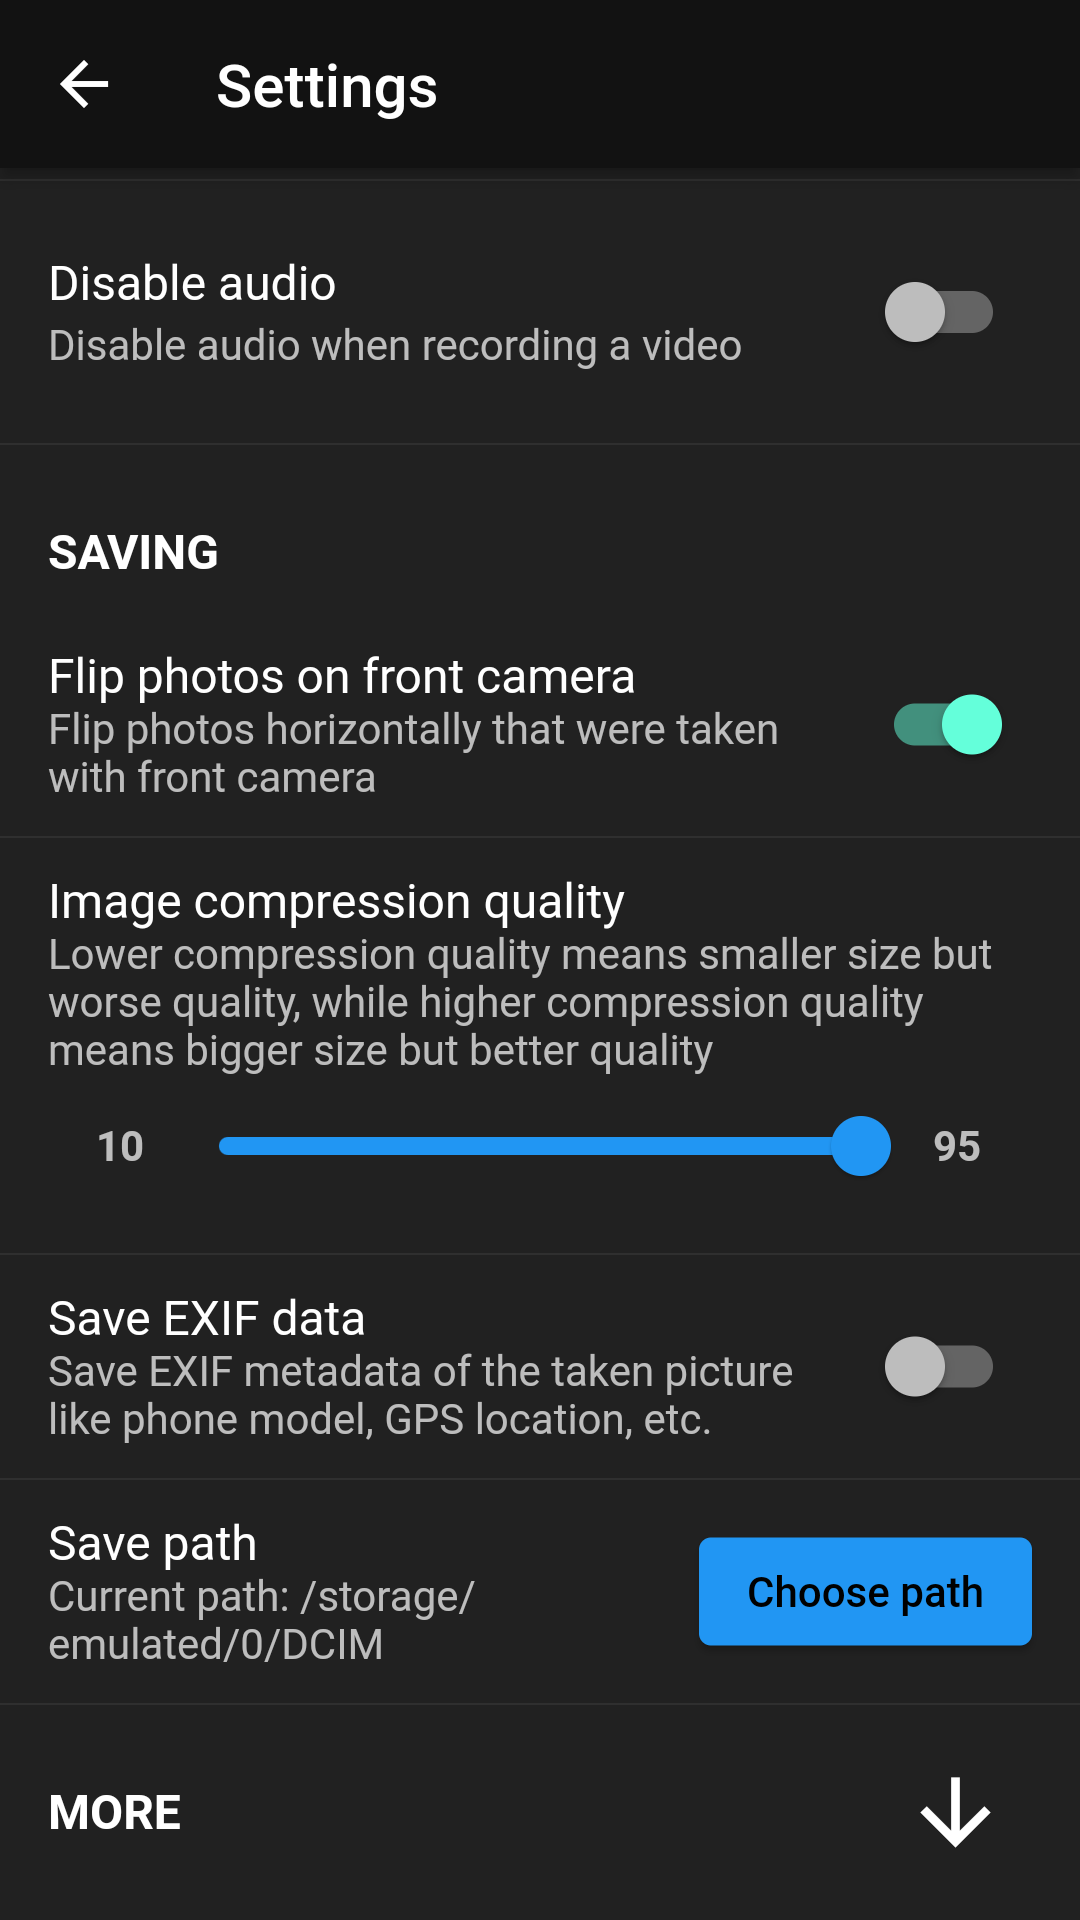 Settings
Disable audio
Disable audio when recording a video
SAVING
Flip photos on front camera
Flip photos horizontally that were taken
with front camera
Image compression quality
Lower compression quality means smaller size but
worse quality, while higher compression quality
means bigger size but better quality
10 95
Save EXIF data
Save EXIF metadata of the taken picture
like phone model, GPS location, etc.
Save path
Current path: /storage/
emulated/0/DCIM
Choose path
MORE